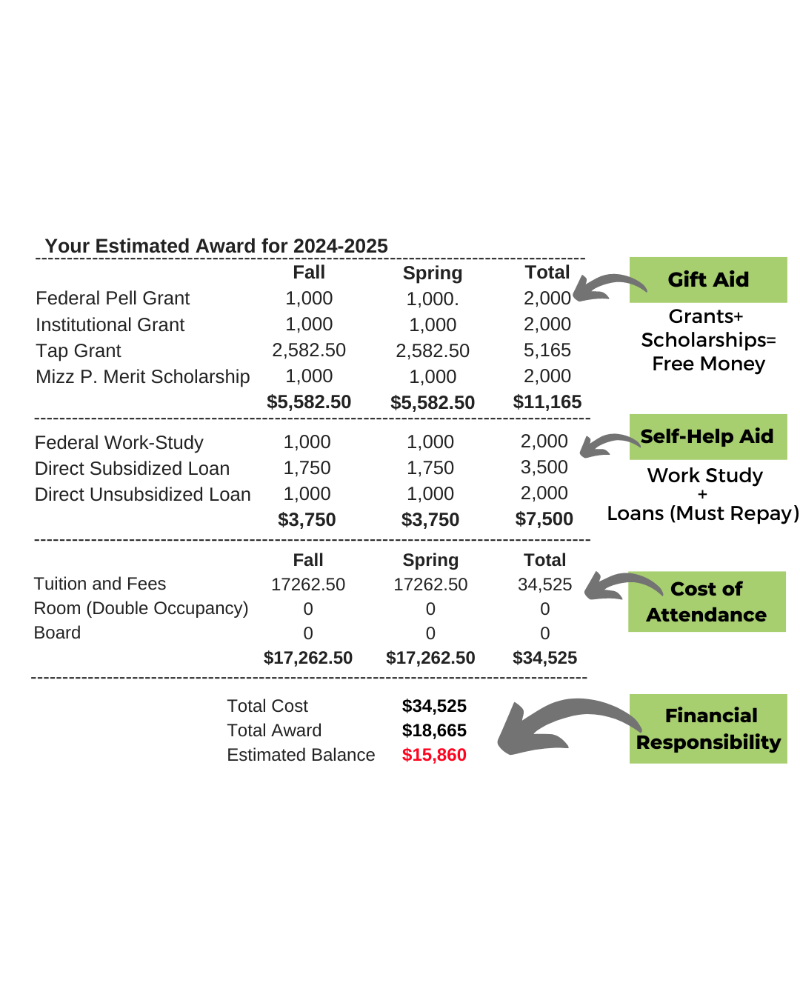 Your Estimated Award for 2024-2025
--------------------------------------------------------------------------------
Fall Spring Total
Federal Pell Grant 1,000 1,000. 2,000
Institutional Grant 1,000 1,000 2,000
Tap Grant 2,582.50 2,582.50 5,165
Mizz P. Merit Scholarship 1,000 1,000 2,000
$5,582.50 $5,582.50 $11,165
Gift Aid
Grants+
Scholarships=
Free Money
--------------------------------------------------------------------------------
Federal Work-Study 1,000 1,000 2,000
Direct Subsidized Loan 1,750 1,750 3,500
Direct Unsubsidized Loan 1,000 1,000 2,000
$3,750 $3,750 $7,500
Self-Help Aid
Work Study
+
Loans (Must Repay)
--------------------------------------------------------------------------------
Fall Spring Total
Tuition and Fees 17262.50 17262.50 34,525
Room (Double Occupancy) 0 0 0
Board 0 0 0
$17,262.50 $17,262.50 $34,525
Cost of
Attendance
--------------------------------------------------------------------------------
Total Cost $34,525
Total Award $18,665
Estimated Balance $15,860
Financial
Responsibility